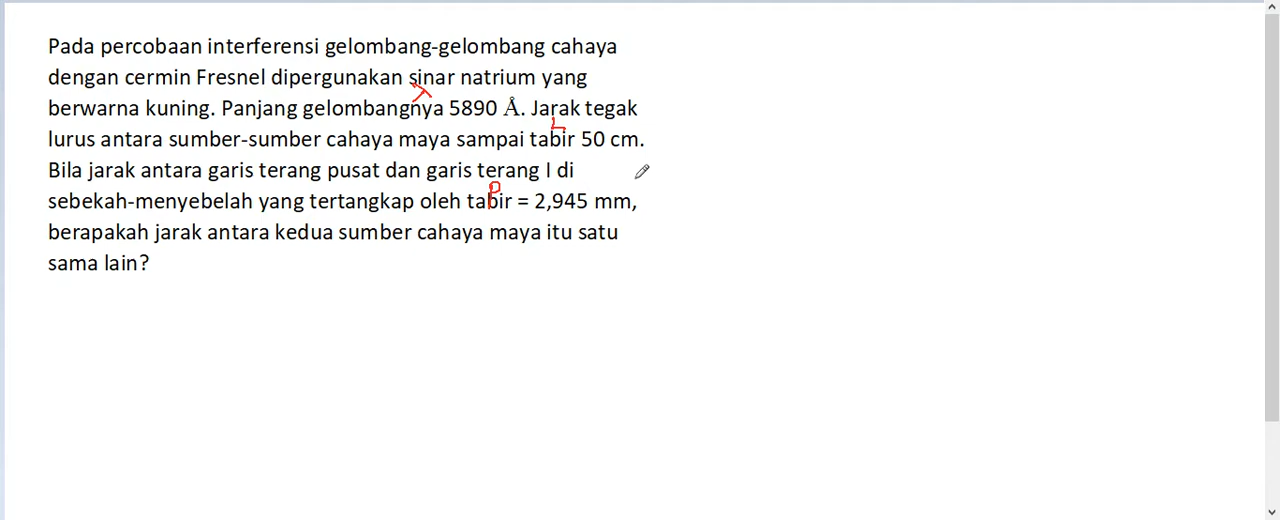 Pada percobaan interferensi gelombang-gelombang cahaya
dengan cermin Fresnel dipergunakan sinar natrium yang
λ
berwarna kuning. Panjang gelombangnya 5890 Å. Jarak tegak
L
lurus antara sumber-sumber cahaya maya sampai tabir 50 cm.
Bila jarak antara garis terang pusat dan garis terang I di
P
sebekah-menyebelah yang tertangkap oleh tabir = 2,945 mm,
berapakah jarak antara kedua sumber cahaya maya itu satu
sama lain?